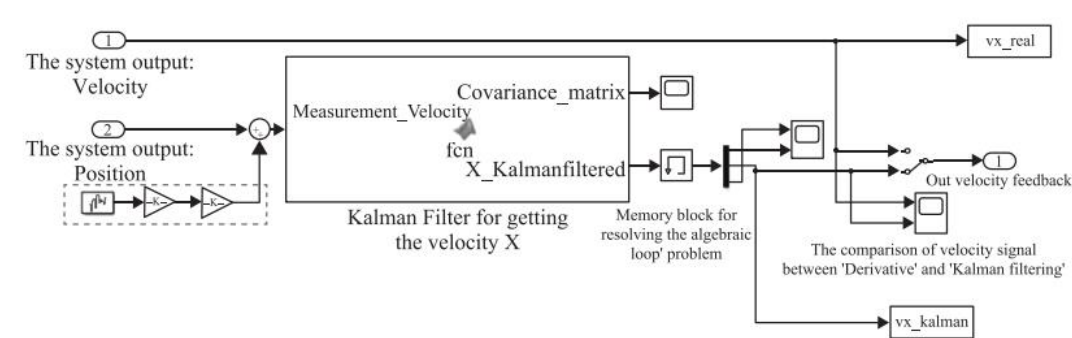 1
vx_real
The system output:
Velocity
2
The system output:
Position
-K-
-K-
Measurement_Velocity
fcn
Covariance_matrix
X_Kalmanfiltered
Kalman Filter for getting
the velocity X
Memory block for
resolving the algebraic
loop' problem
1
Out velocity feedback
The comparison of velocity signal
between 'Derivative' and 'Kalman filtering'
vx_kalman